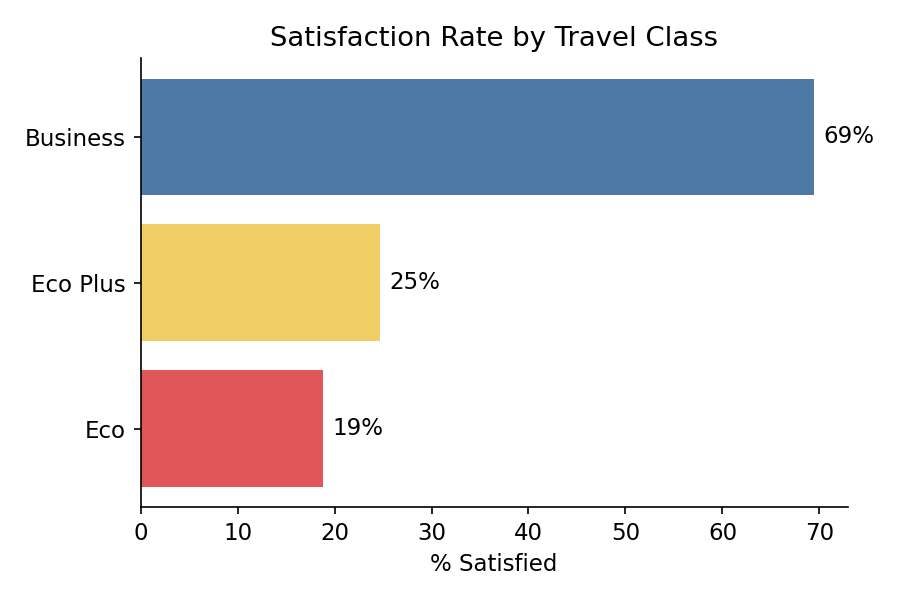 Satisfaction Rate by Travel Class
Business
69%
Eco Plus
25%
Eco
19%
0 10 20 30 40 50 60 70
% Satisfied